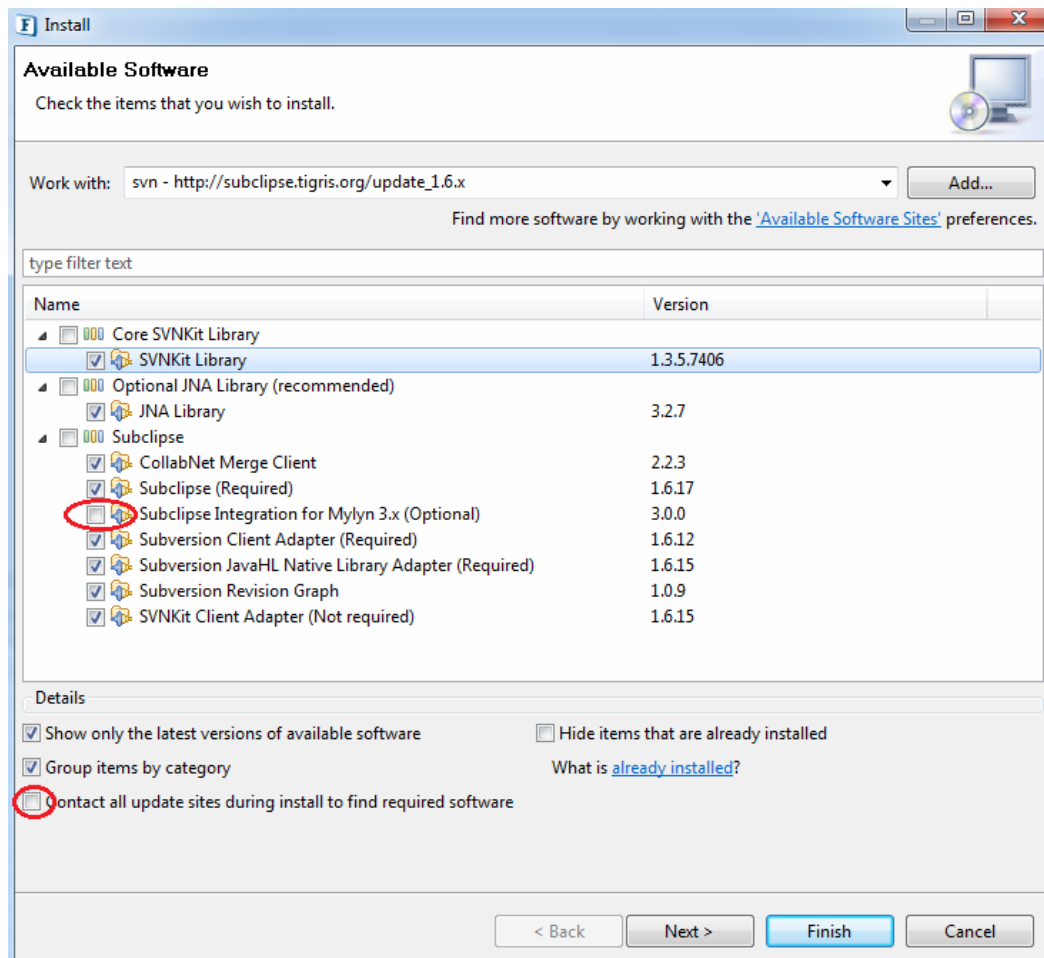 Install
Available Software
Check the items that you wish to install.
Work with: svn - http://subclipse.tigris.org/update_1.6.x Add...
Find more software by working with the 'Available Software Sites' preferences.
type filter text
Name Version
Core SVNKit Library
SVNKit Library 1.3.5.7406
Optional JNA Library (recommended)
JNA Library 3.2.7
Subclipse
CollabNet Merge Client 2.2.3
Subclipse (Required) 1.6.17
Subclipse Integration for Mylyn 3.x (Optional) 3.0.0
Subversion Client Adapter (Required) 1.6.12
Subversion JavaHL Native Library Adapter (Required) 1.6.15
Subversion Revision Graph 1.0.9
SVNKit Client Adapter (Not required) 1.6.15
Details
Show only the latest versions of available software Hide items that are already installed
Group items by category What is already installed?
Contact all update sites during install to find required software
< Back Next > Finish Cancel